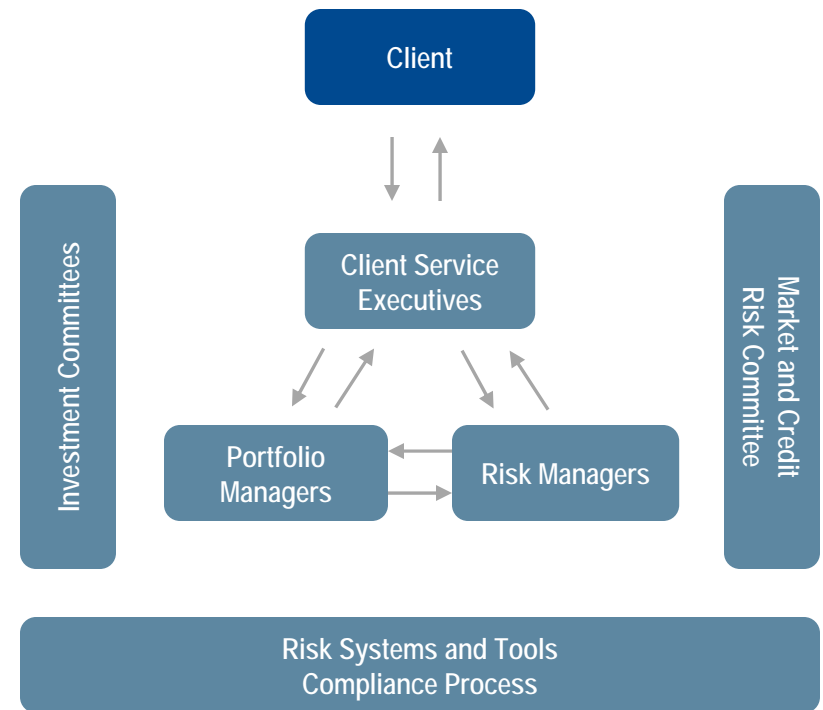 Client
Client Service
Executives
Investment Committees
Market and Credit
Risk Committee
Portfolio
Managers
Risk Managers
Risk Systems and Tools
Compliance Process